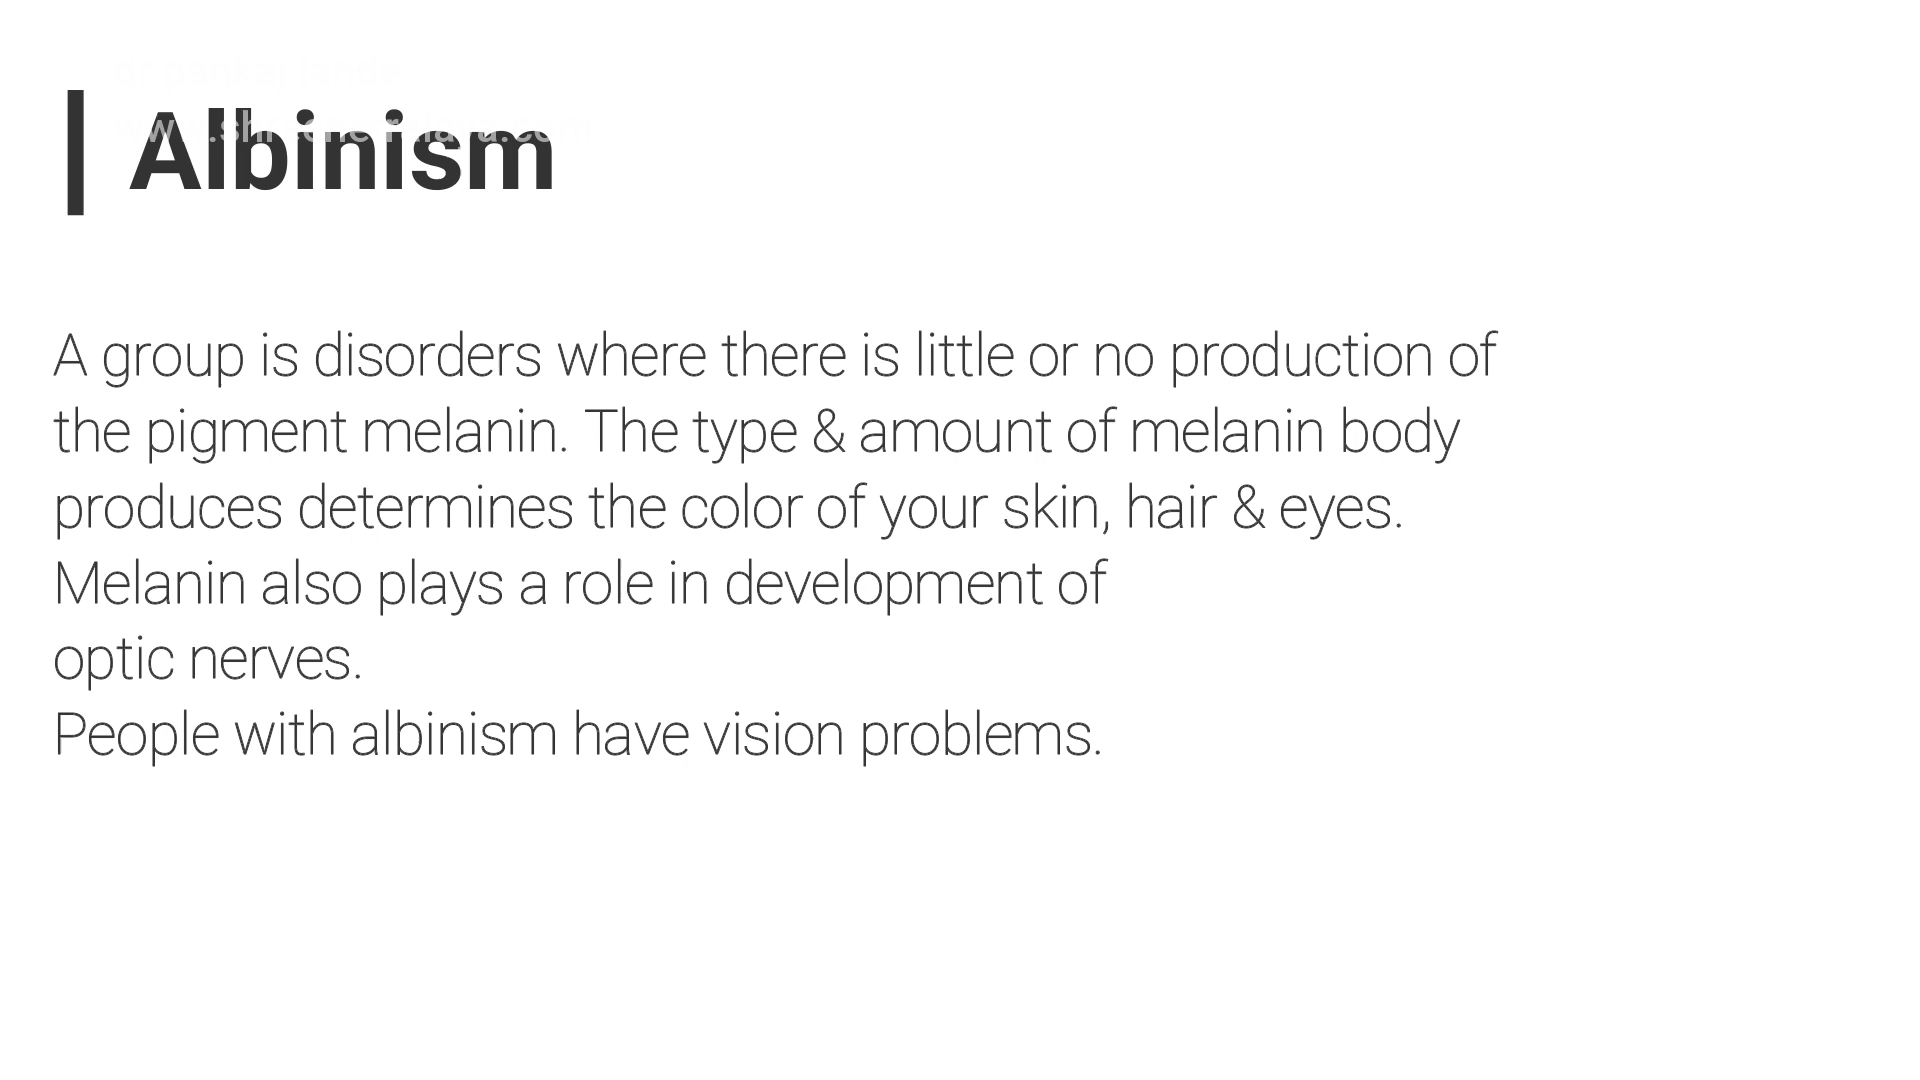 Albinism
A group is disorders where there is little or no production of
the pigment melanin. The type & amount of melanin body
produces determines the color of your skin, hair & eyes.
Melanin also plays a role in development of
optic nerves.
People with albinism have vision problems.